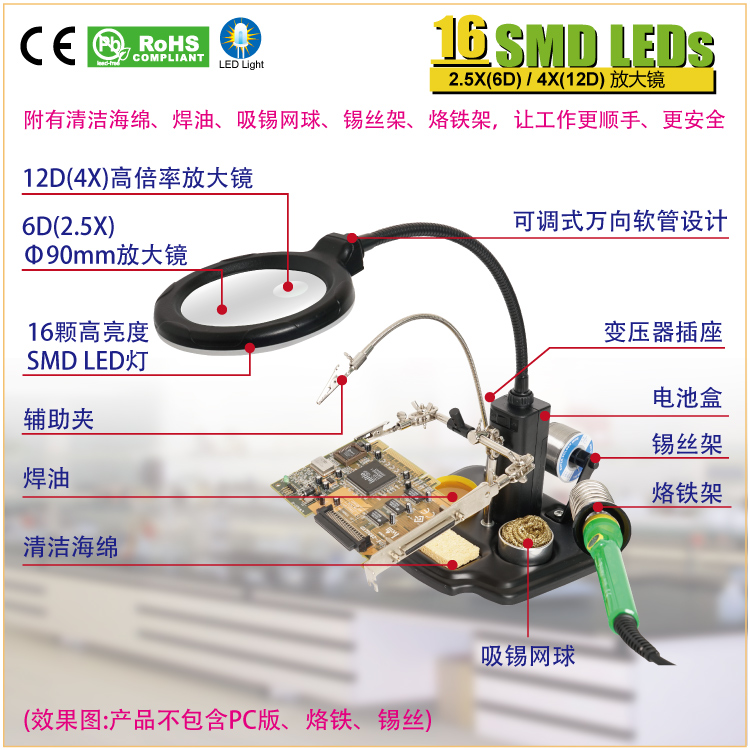 CE
Pb
lead-free
RoHS
COMPLIANT
LED Light
16 SMD LEDs
2.5X(6D) / 4X(12D) 放大镜
附有清洁海绵、焊油、吸锡网球、锡丝架、烙铁架，让工作更顺手、更安全
12D(4X)高倍率放大镜
6D(2.5X)
Φ90mm放大镜
可调式万向软管设计
16颗高亮度
SMD LED灯
变压器插座
辅助夹
电池盒
锡丝架
焊油
烙铁架
清洁海绵
吸锡网球
(效果图:产品不包含PC版、烙铁、锡丝)